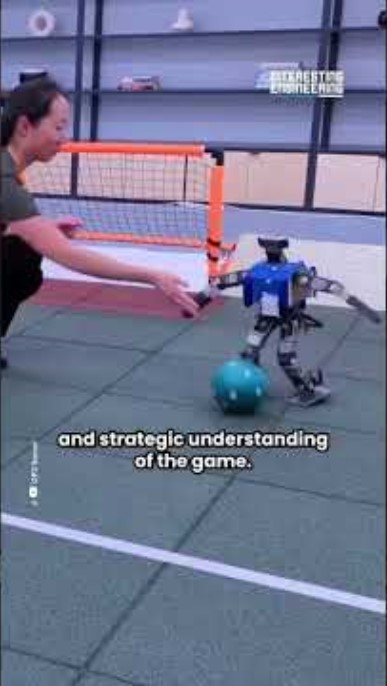 INTERESTING
ENGINEERING
and strategic understanding
of the game.